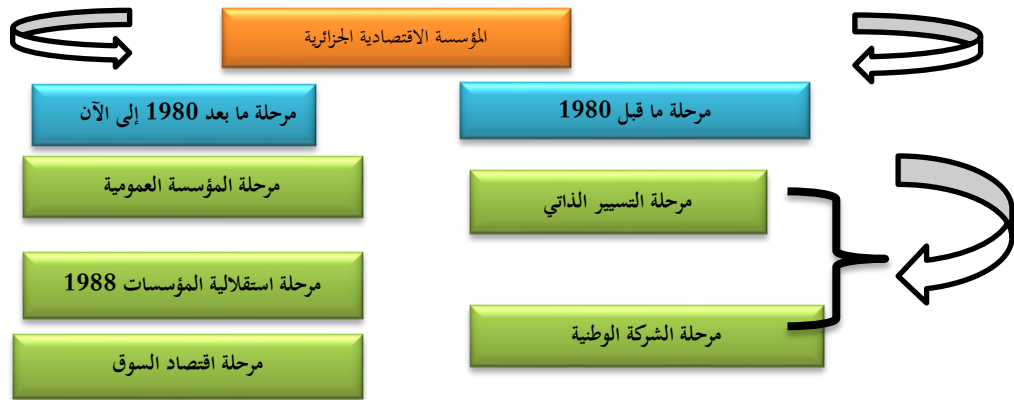 المؤسسة الاقتصادية الجزائرية
مرحلة ما قبل 1980
مرحلة ما بعد 1980 إلى الآن
مرحلة التسيير الذاتي
مرحلة المؤسسة العمومية
مرحلة الشركة الوطنية
مرحلة استقلالية المؤسسات 1988
مرحلة اقتصاد السوق